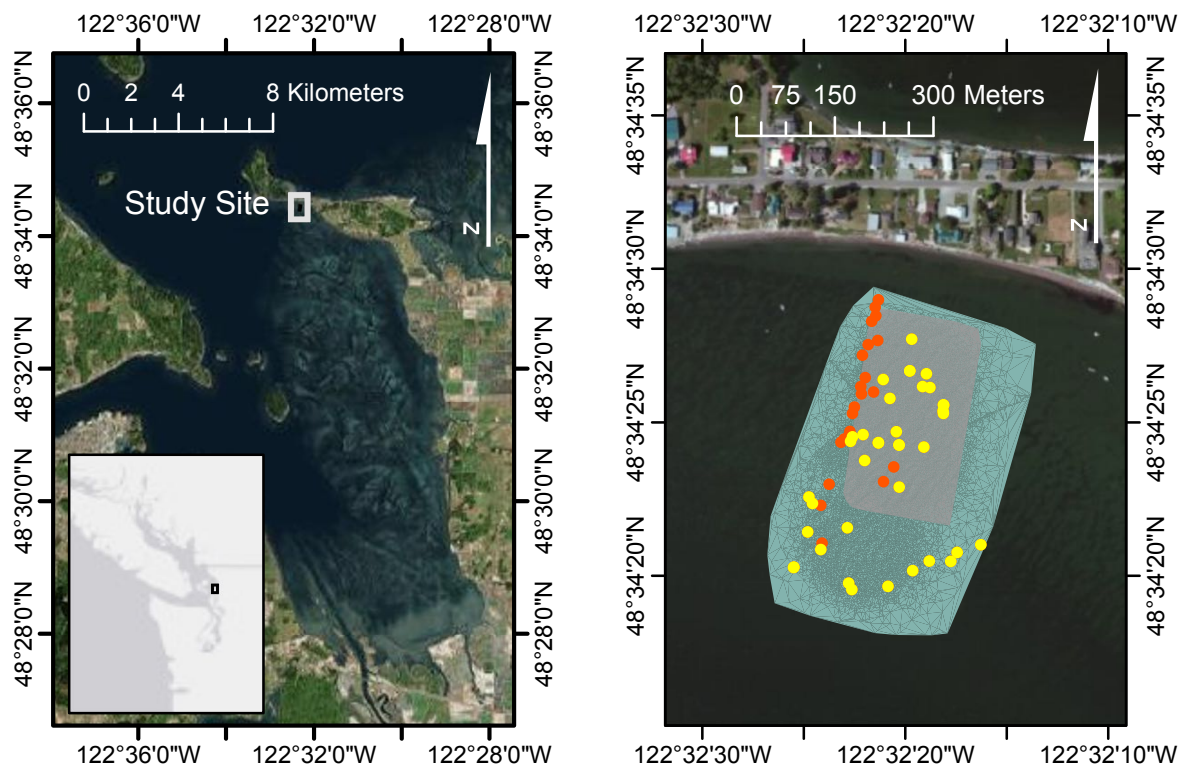 122°36'0"W 122°32'0"W 122°28'0"W
122°32'30"W 122°32'20"W 122°32'10"W
48°36'0"N
48°34'0"N
48°32'0"N
48°30'0"N
48°28'0"N
0 2 4 8 Kilometers
Study Site
N
48°36'0"N
48°34'0"N
48°32'0"N
48°30'0"N
48°28'0"N
122°36'0"W 122°32'0"W 122°28'0"W
48°34'35"N
48°34'30"N
48°34'25"N
48°34'20"N
0 75 150 300 Meters
N
48°34'35"N
48°34'30"N
48°34'25"N
48°34'20"N
122°32'30"W 122°32'20"W 122°32'10"W